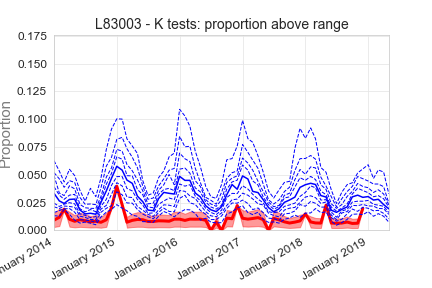 L83003 - K tests: proportion above range
Proportion
0.175
0.150
0.125
0.100
0.075
0.050
0.025
0.000
nuary 2014
January 2015
January 2016
January 2017
January 2018
January 2019